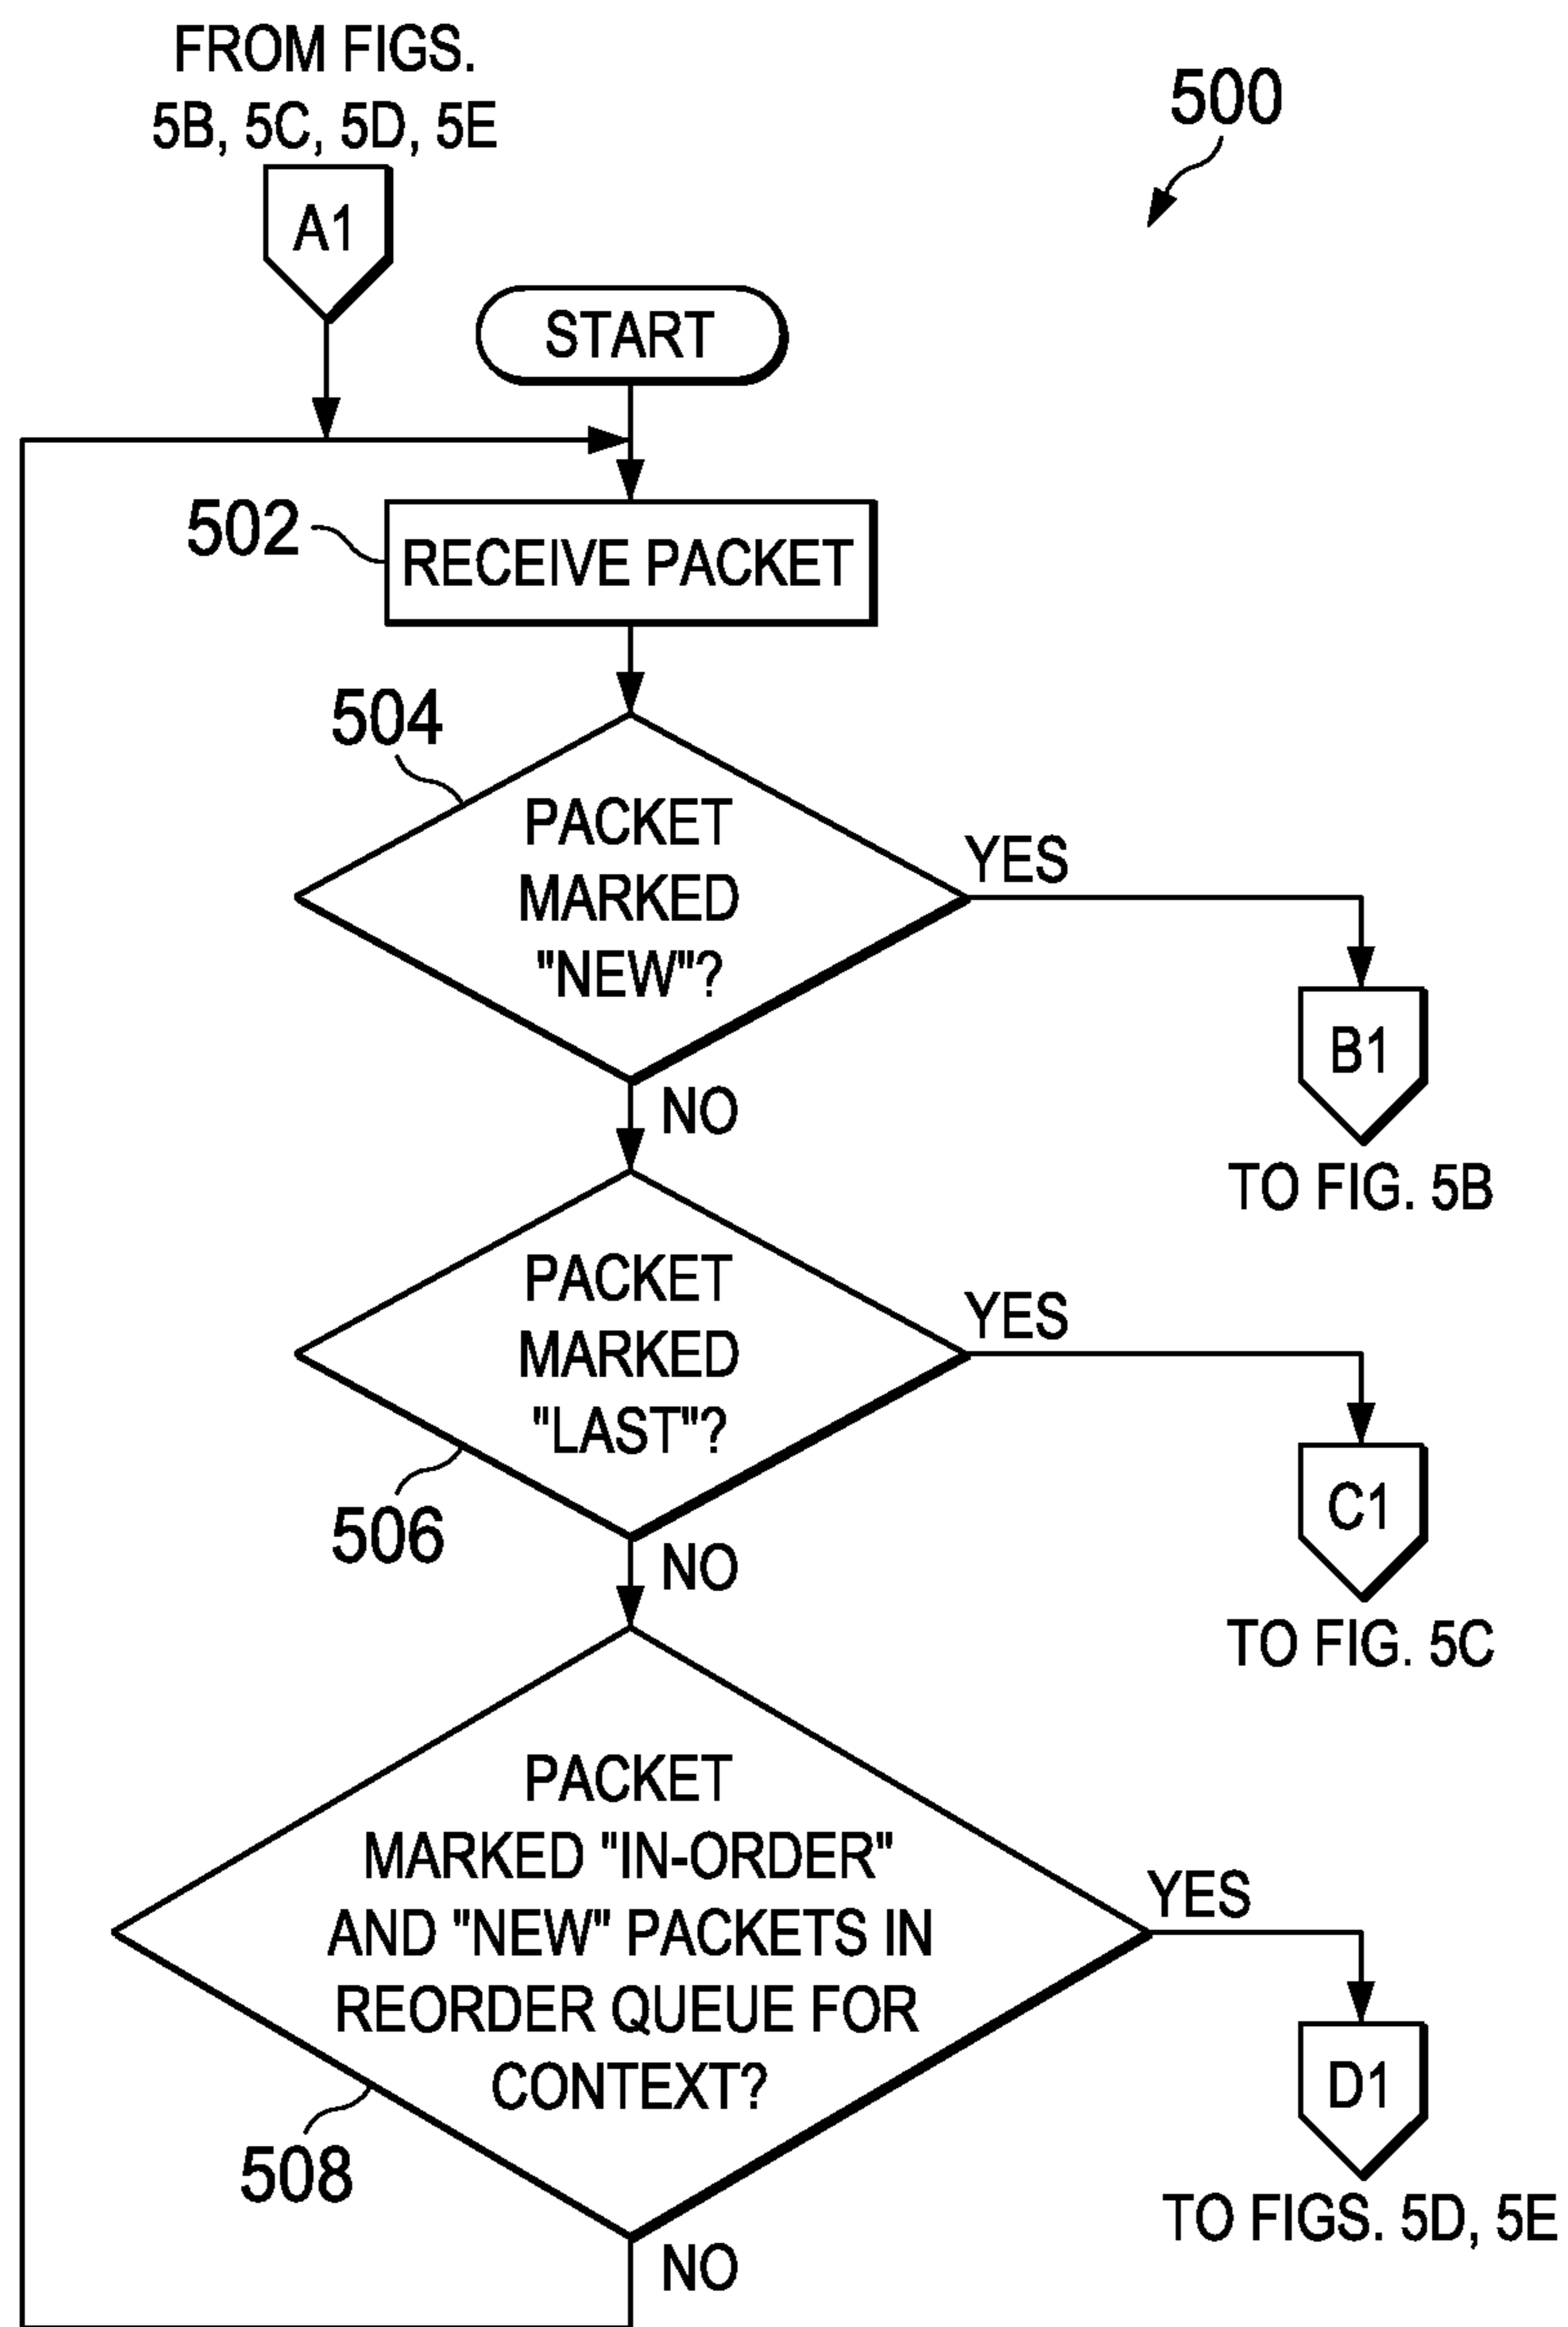 FROM FIGS.
5B, 5C, 5D, 5E
500
A1
START
502
RECEIVE PACKET
504
PACKET
MARKED
"NEW"?
YES
B1
TO FIG. 5B
NO
PACKET
MARKED
"LAST"?
YES
506
C1
TO FIG. 5C
NO
PACKET
MARKED "IN-ORDER"
AND "NEW" PACKETS IN
REORDER QUEUE FOR
CONTEXT?
YES
508
D1
TO FIGS. 5D, 5E
NO